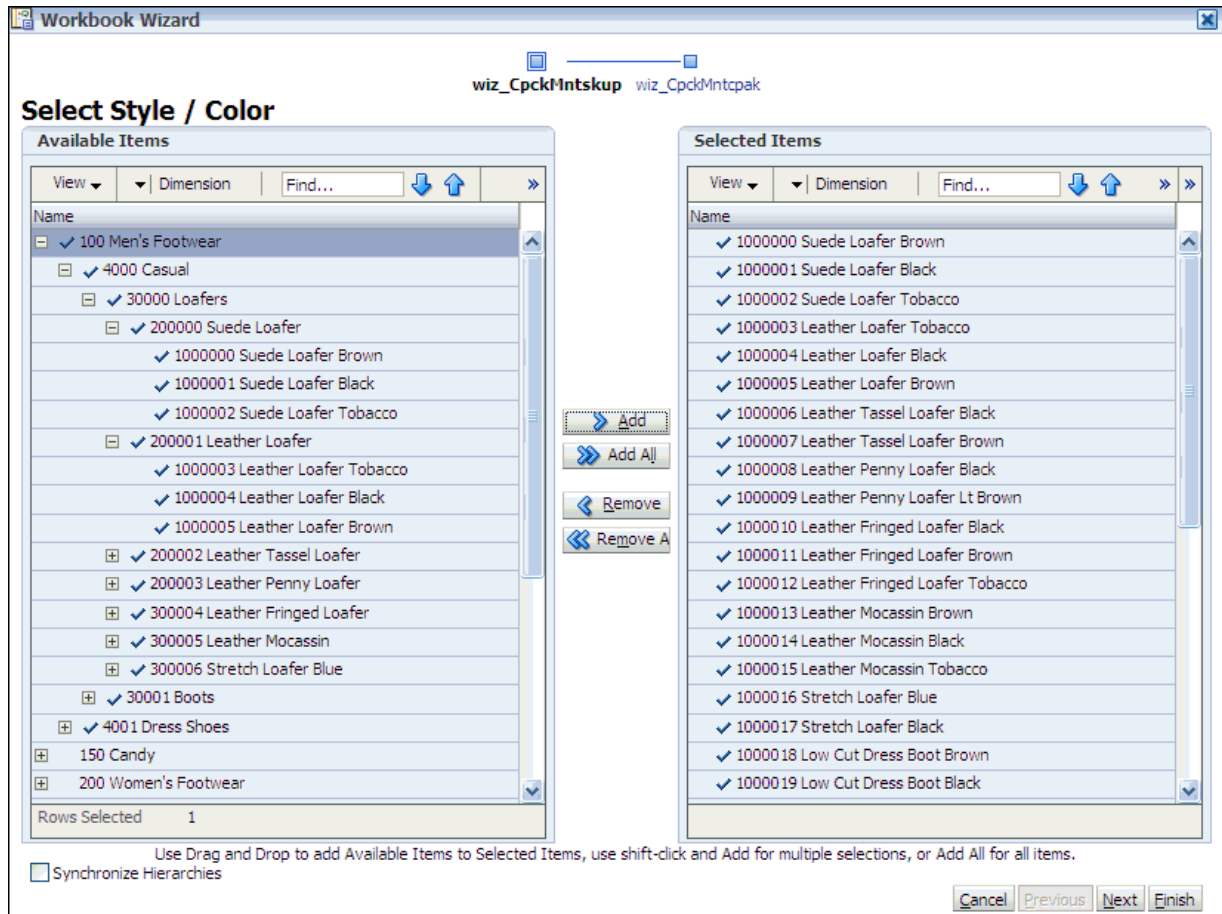 Workbook Wizard
wiz_CpckMntskup wiz_CpckMntcpak
Select Style / Color
Available Items
View Dimension Find... »
Name
100 Men's Footwear
4000 Casual
30000 Loafers
200000 Suede Loafer
1000000 Suede Loafer Brown
1000001 Suede Loafer Black
1000002 Suede Loafer Tobacco
200001 Leather Loafer
1000003 Leather Loafer Tobacco
1000004 Leather Loafer Black
1000005 Leather Loafer Brown
200002 Leather Tassel Loafer
200003 Leather Penny Loafer
300004 Leather Fringed Loafer
300005 Leather Mocassin
300006 Stretch Loafer Blue
30001 Boots
4001 Dress Shoes
150 Candy
200 Women's Footwear
Rows Selected 1
Add
Add All
Remove
Remove A
Selected Items
View Dimension Find... » »
Name
1000000 Suede Loafer Brown
1000001 Suede Loafer Black
1000002 Suede Loafer Tobacco
1000003 Leather Loafer Tobacco
1000004 Leather Loafer Black
1000005 Leather Loafer Brown
1000006 Leather Tassel Loafer Black
1000007 Leather Tassel Loafer Brown
1000008 Leather Penny Loafer Black
1000009 Leather Penny Loafer Lt Brown
1000010 Leather Fringed Loafer Black
1000011 Leather Fringed Loafer Brown
1000012 Leather Fringed Loafer Tobacco
1000013 Leather Mocassin Brown
1000014 Leather Mocassin Black
1000015 Leather Mocassin Tobacco
1000016 Stretch Loafer Blue
1000017 Stretch Loafer Black
1000018 Low Cut Dress Boot Brown
1000019 Low Cut Dress Boot Black
Use Drag and Drop to add Available Items to Selected Items, use shift-click and Add for multiple selections, or Add All for all items.
Synchronize Hierarchies
Cancel Previous Next Finish